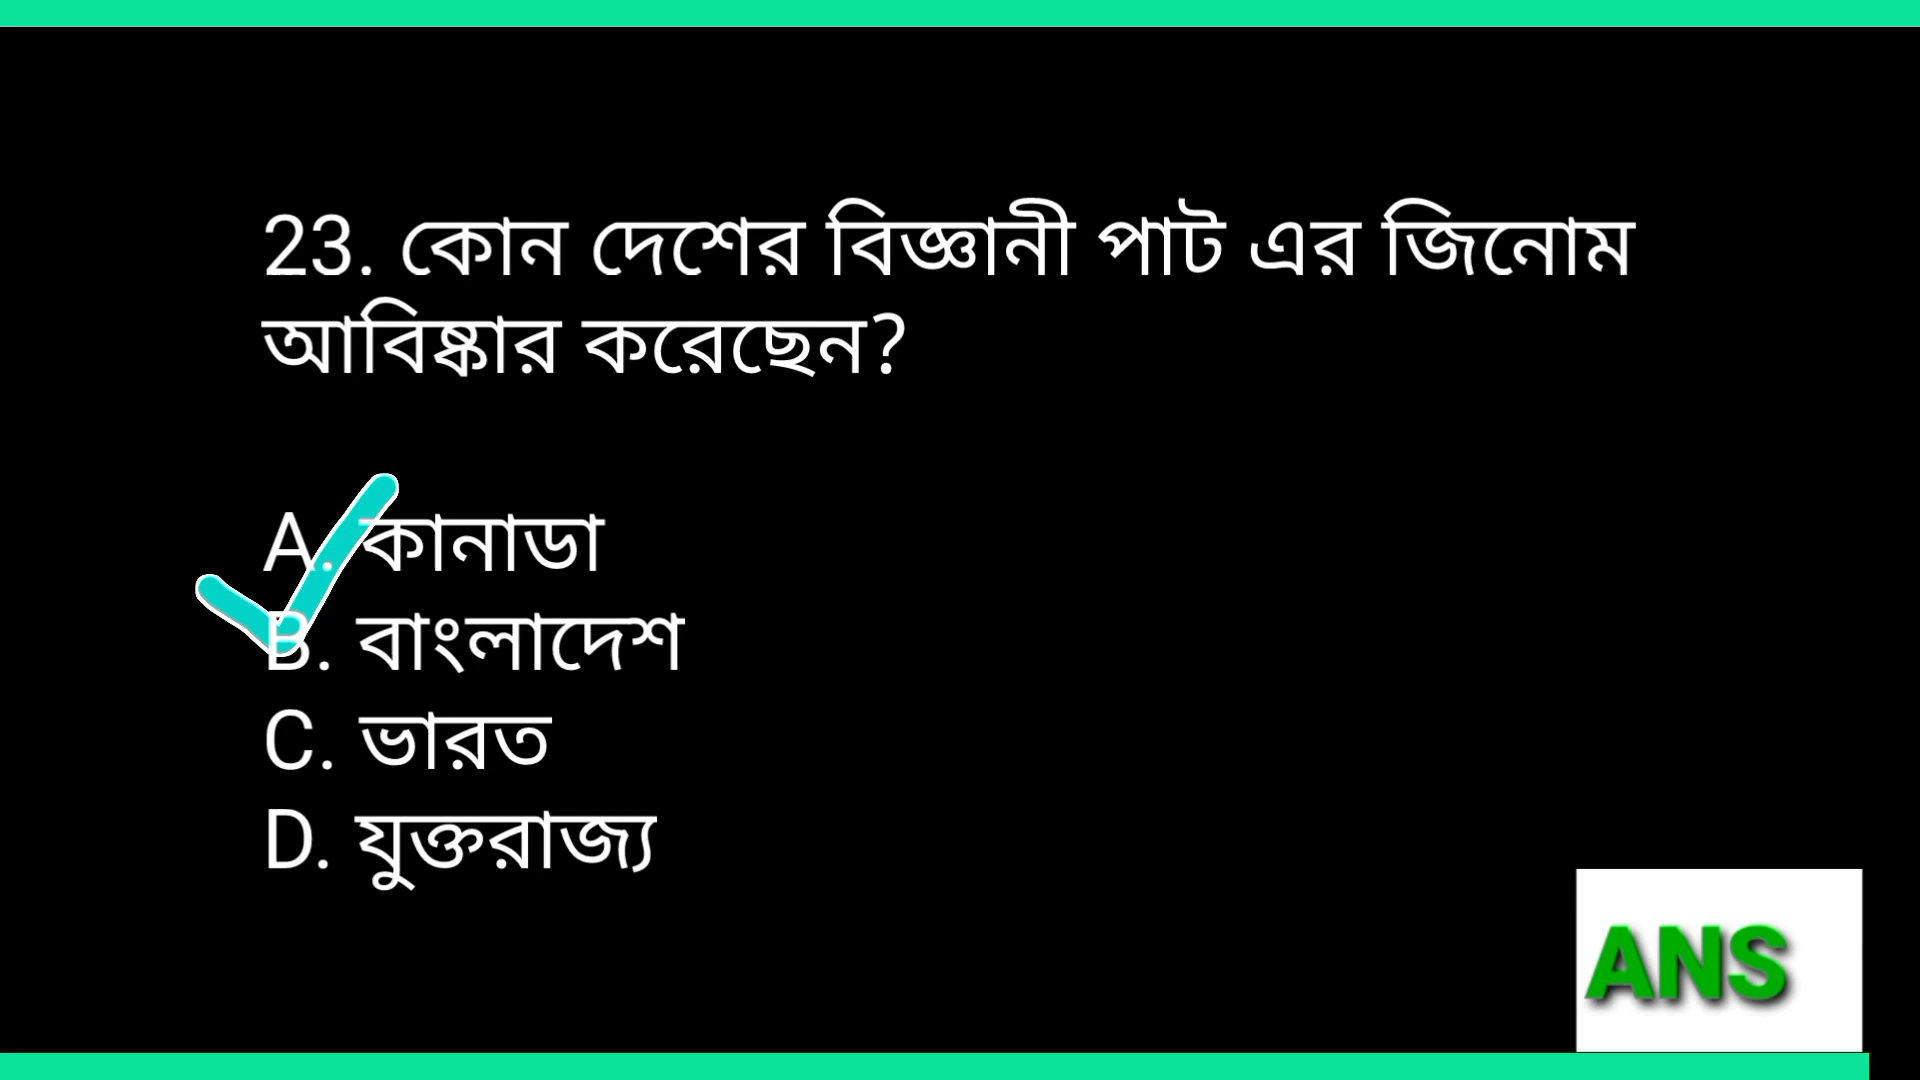 23. কোন দেশের বিজ্ঞানী পাট এর জিনোম
আবিষ্কার করেছেন?
A. কানাডা
B. বাংলাদেশ
C. ভারত
D. যুক্তরাজ্য
ANS